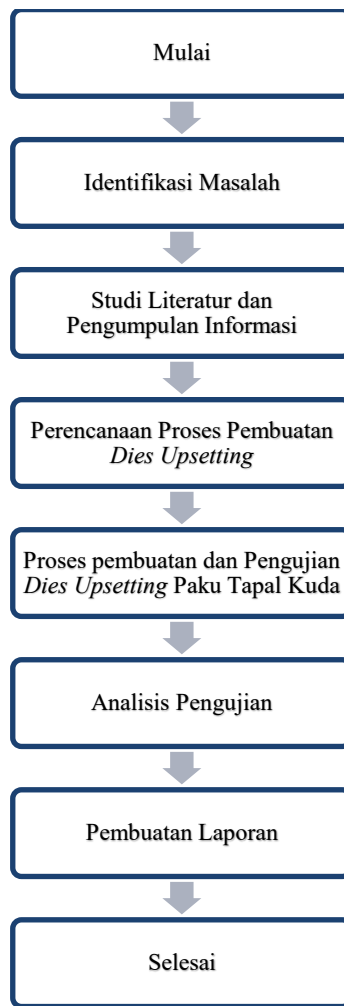 Mulai
Identifikasi Masalah
Studi Literatur dan
Pengumpulan Informasi
Perencanaan Proses Pembuatan
Dies Upsetting
Proses pembuatan dan Pengujian
Dies Upsetting Paku Tapal Kuda
Analisis Pengujian
Pembuatan Laporan
Selesai